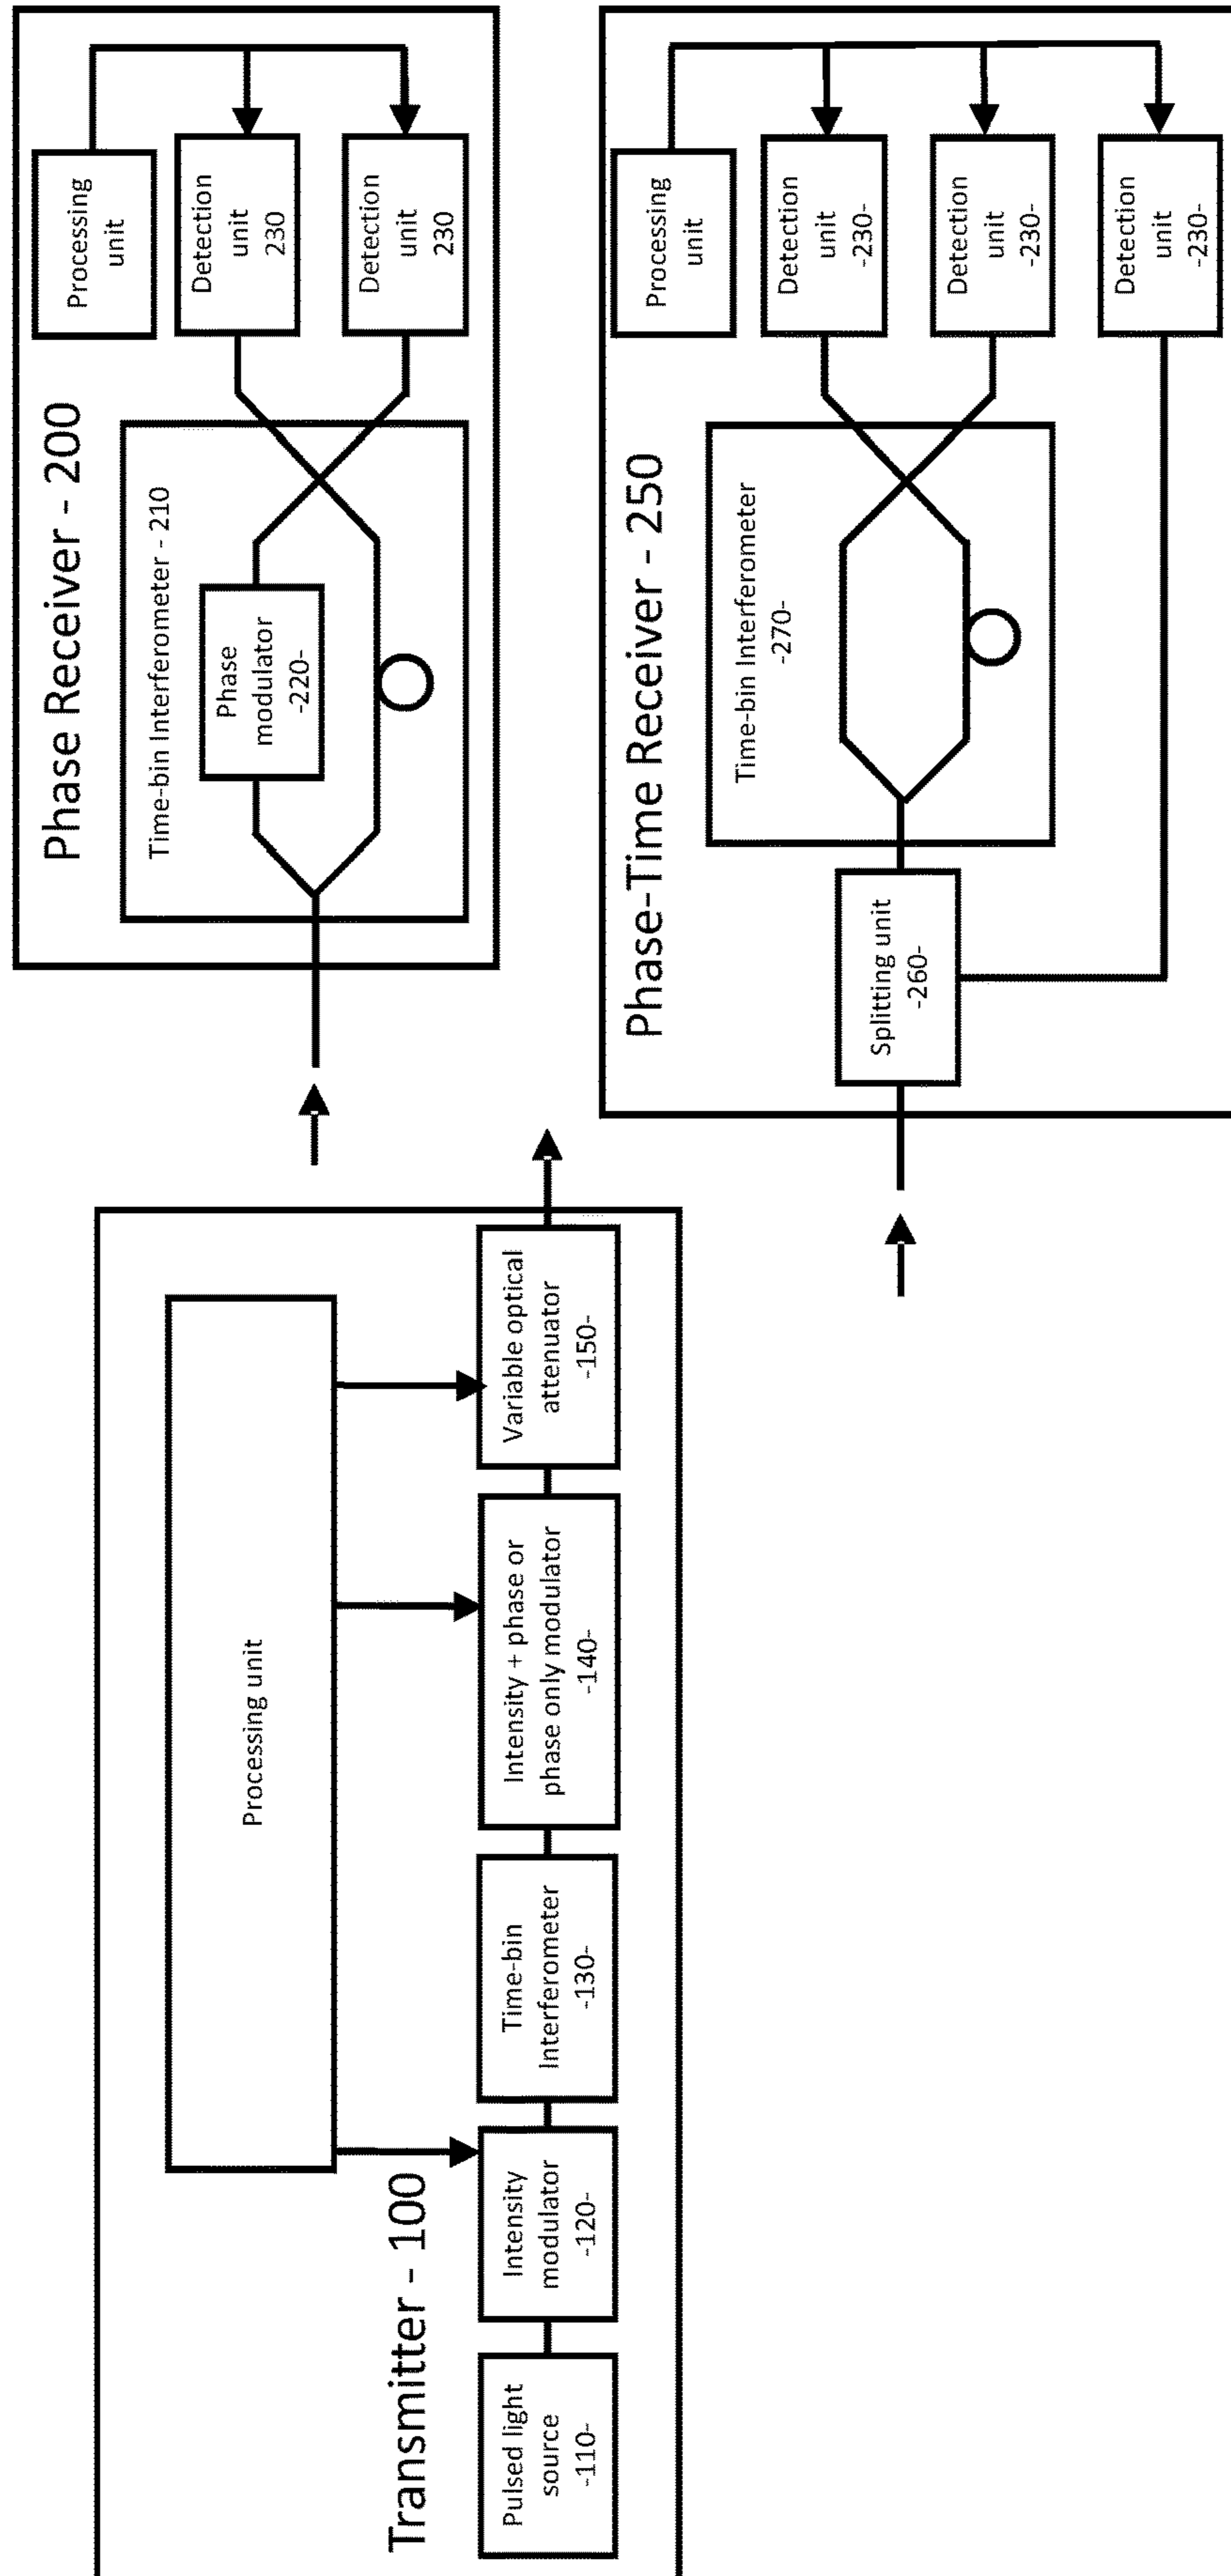 Transmitter - 100
Processing unit
Pulsed light
source
-110-
Intensity
modulator
-120-
Time-bin
Interferometer
-130-
Intensity + phase or
phase only modulator
-140-
Variable optical
attenuator
-150-
Phase Receiver - 200
Time-bin Interferometer - 210
Phase
modulator
-220-
Processing
unit
Detection
unit
230
Detection
unit
230
Phase-Time Receiver - 250
Splitting unit
-260-
Time-bin Interferometer
-270-
Processing
unit
Detection
unit
-230-
Detection
unit
-230-
Detection
unit
-230-